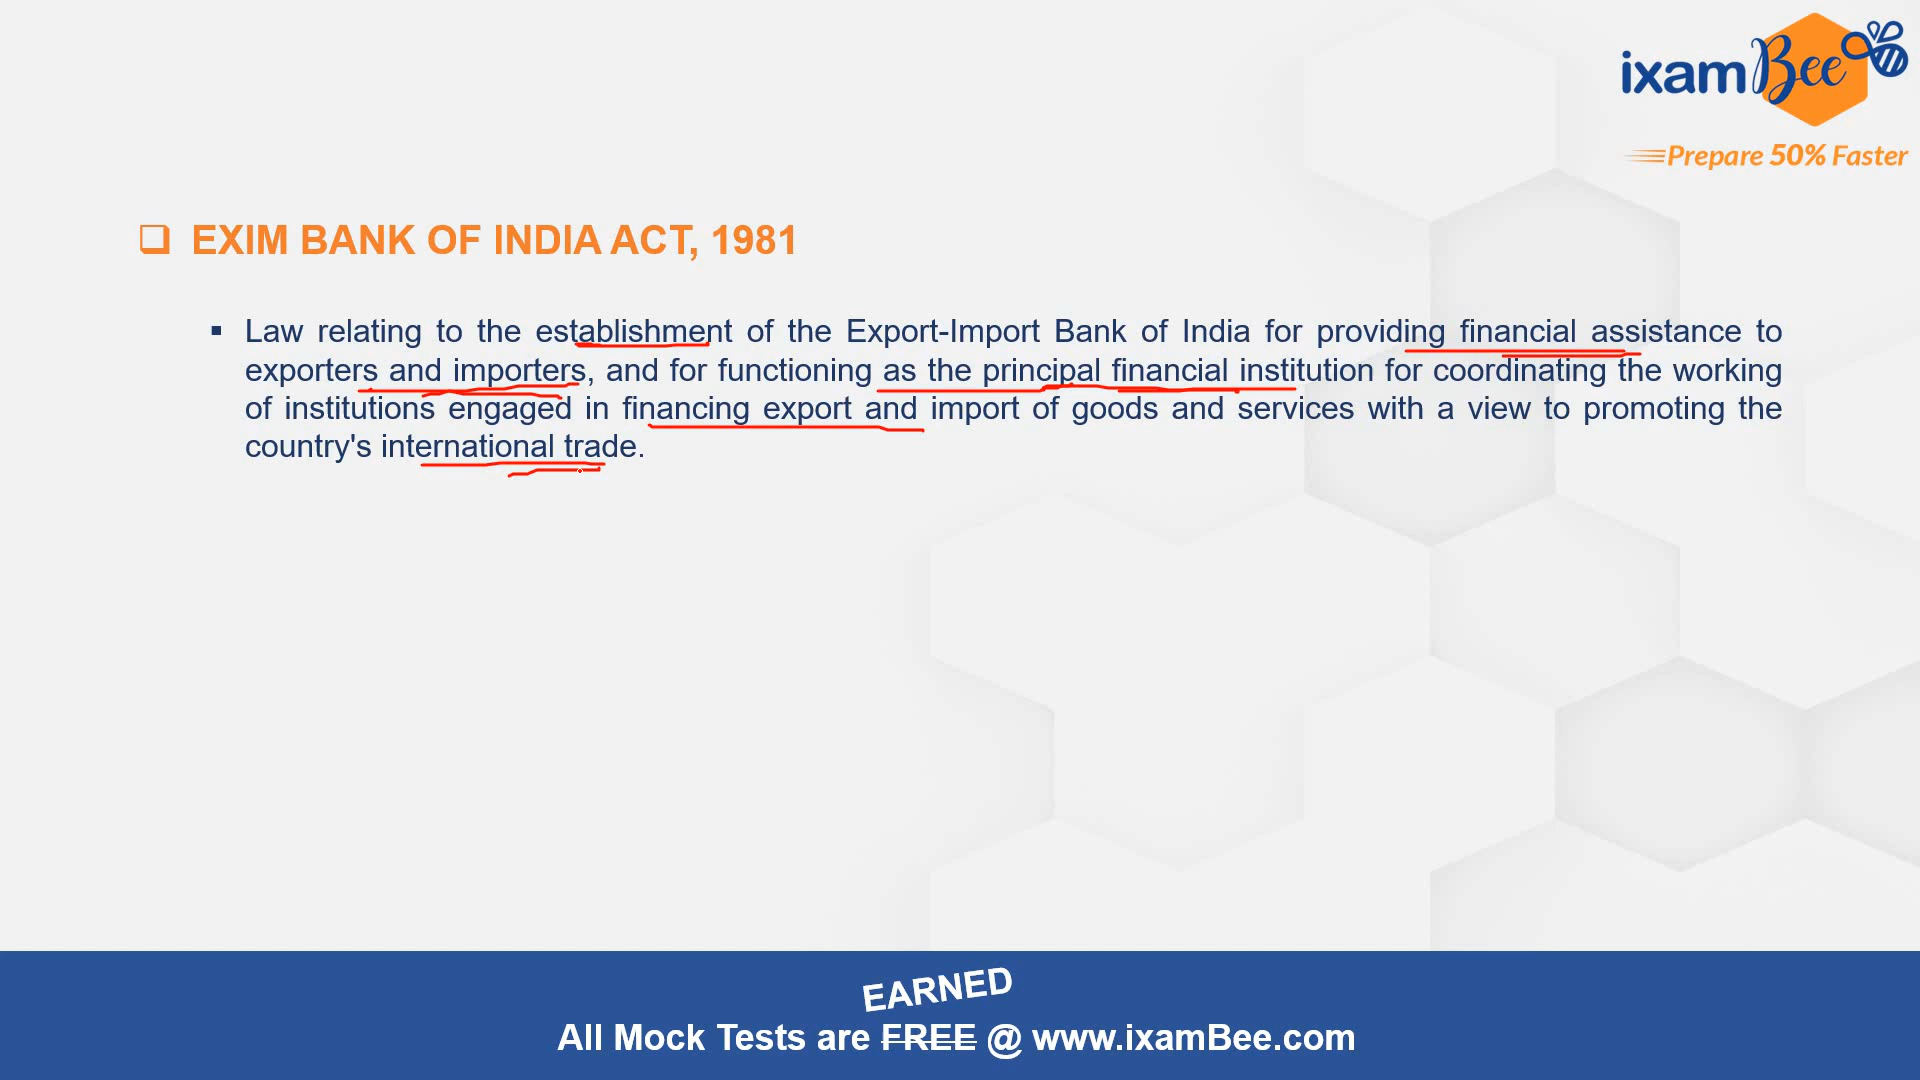 ixamBee
Prepare 50% Faster
EXIM BANK OF INDIA ACT, 1981
Law relating to the establishment of the Export-Import Bank of India for providing financial assistance to
exporters and importers, and for functioning as the principal financial institution for coordinating the working
of institutions engaged in financing export and import of goods and services with a view to promoting the
country's international trade.
EARNED
All Mock Tests are FREE @ www.ixamBee.com